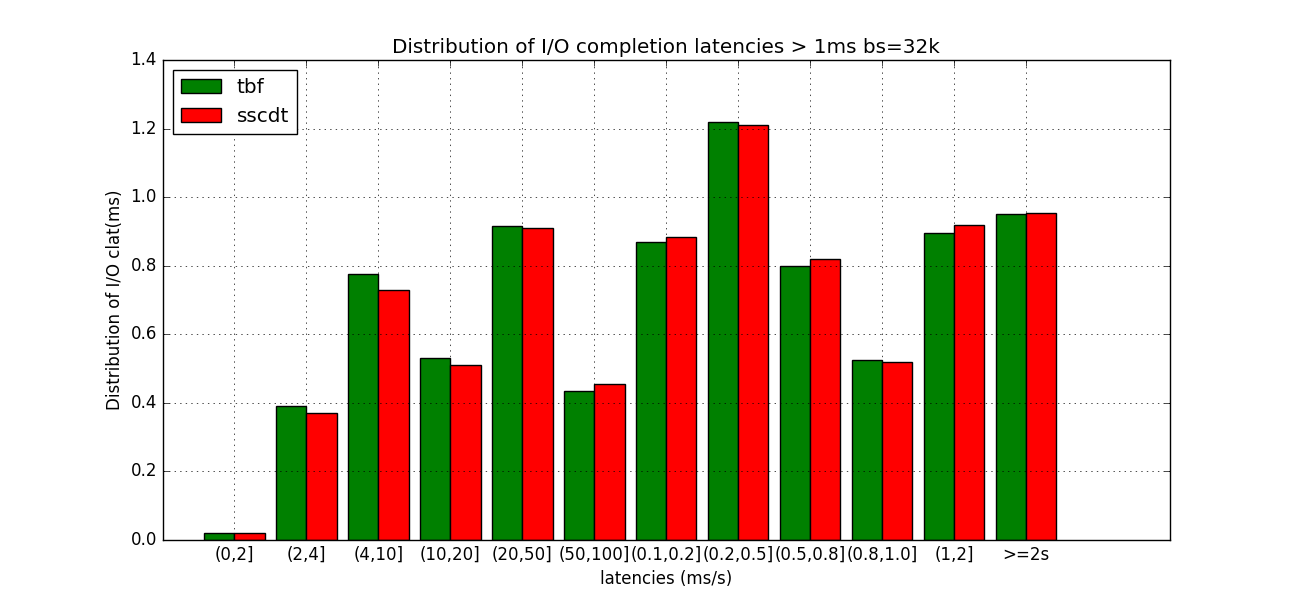 Distribution of I/O completion latencies > 1ms bs=32k
tbf
sscdt
Distribution of I/O clat(ms)
1.4
1.2
1.0
0.8
0.6
0.4
0.2
0.0
(0,2] (2,4] (4,10] (10,20] (20,50] (50,100] (0.1,0.2] (0.2,0.5] (0.5,0.8] (0.8,1.0] (1,2] >=2s
latencies (ms/s)